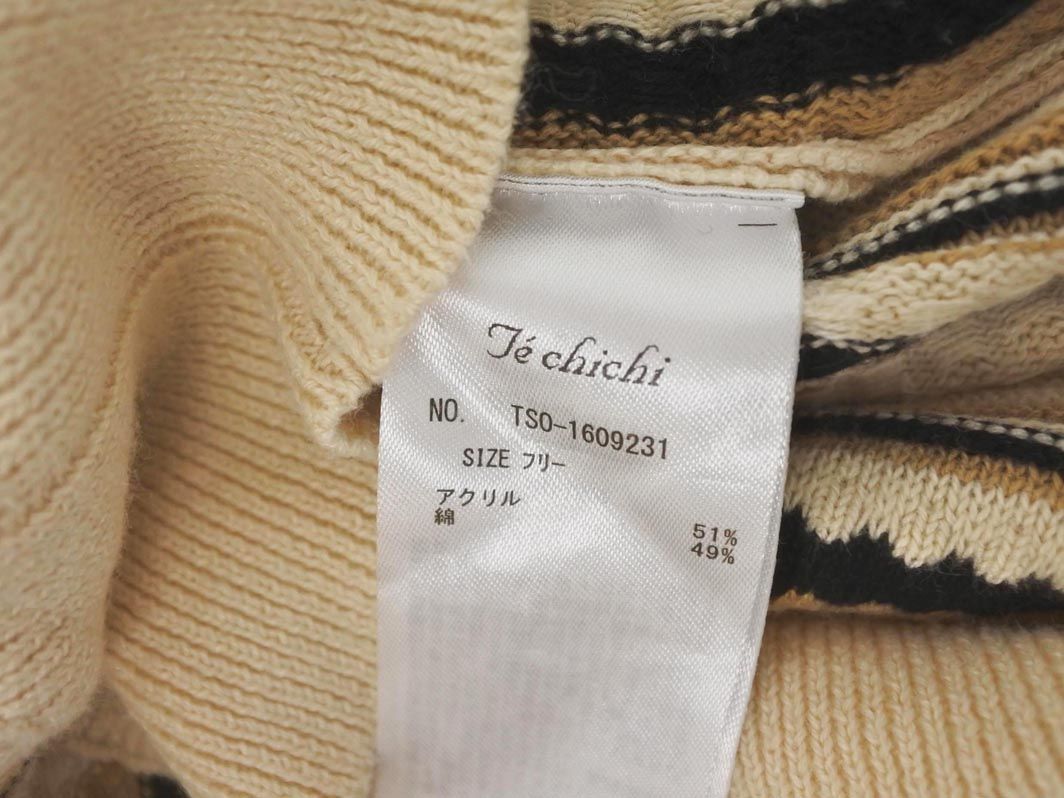 Té chichi
NO. TSO-1609231
SIZE フリー
アクリル 51%
綿 49%